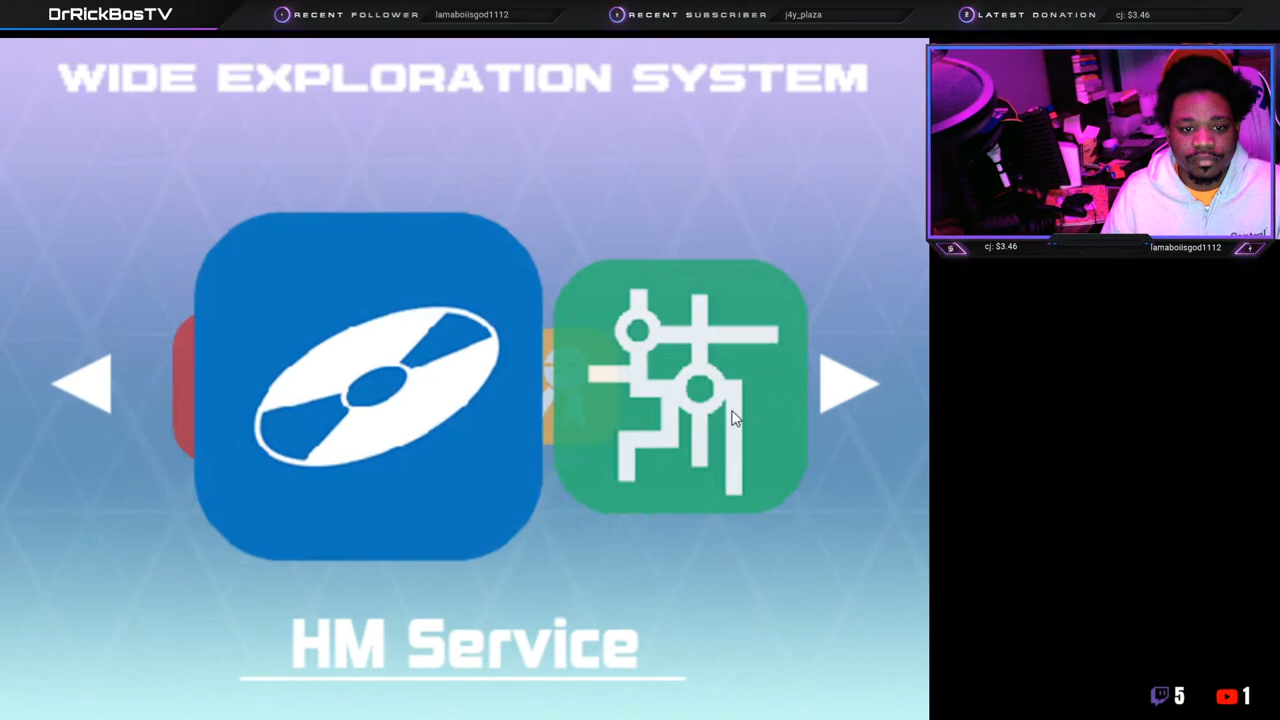 DrRickBosTV
RECENT FOLLOWER lamaboiisgod1112
RECENT SUBSCRIBER j4y_plaza
LATEST DONATION cj: $3.46
WIDE EXPLORATION SYSTEM
$ cj: $3.46 lamaboiisgod1112
HM Service
5 1